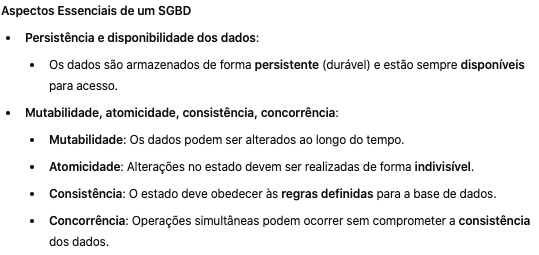 Aspectos Essenciais de um SGBD
• Persistência e disponibilidade dos dados:
• Os dados são armazenados de forma persistente (durável) e estão sempre disponíveis
para acesso.
• Mutabilidade, atomicidade, consistência, concorrência:
• Mutabilidade: Os dados podem ser alterados ao longo do tempo.
• Atomicidade: Alterações no estado devem ser realizadas de forma indivisível.
• Consistência: O estado deve obedecer às regras definidas para a base de dados.
• Concorrência: Operações simultâneas podem ocorrer sem comprometer a consistência
dos dados.